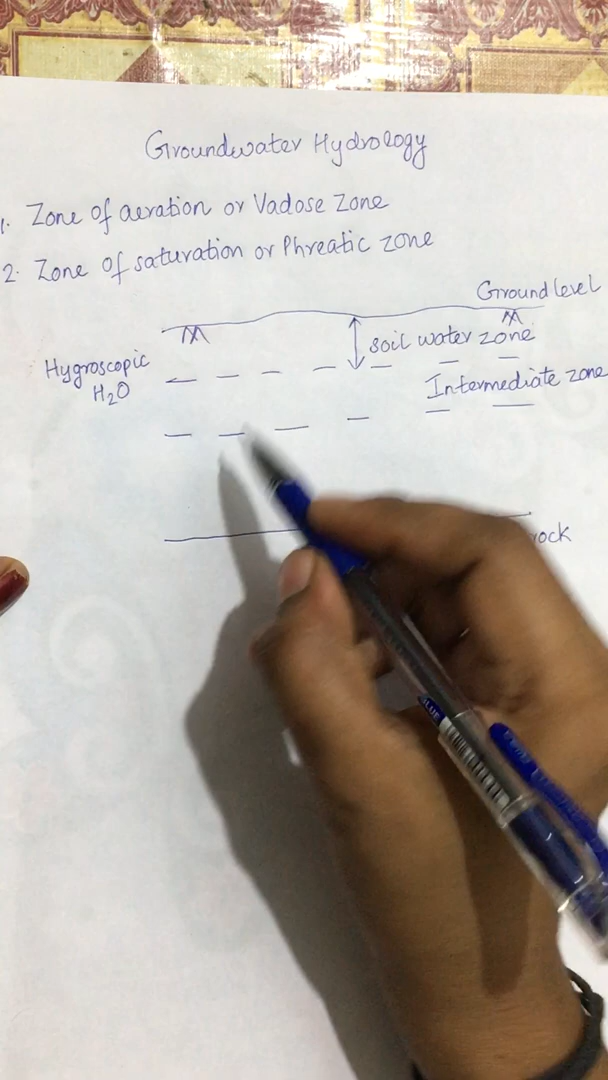 Groundwater Hydrology
1. Zone of aeration or Vadose Zone
2. Zone of saturation or Phreatic zone
Ground level
soil water zone
Hygroscopic
H2O
Intermediate zone